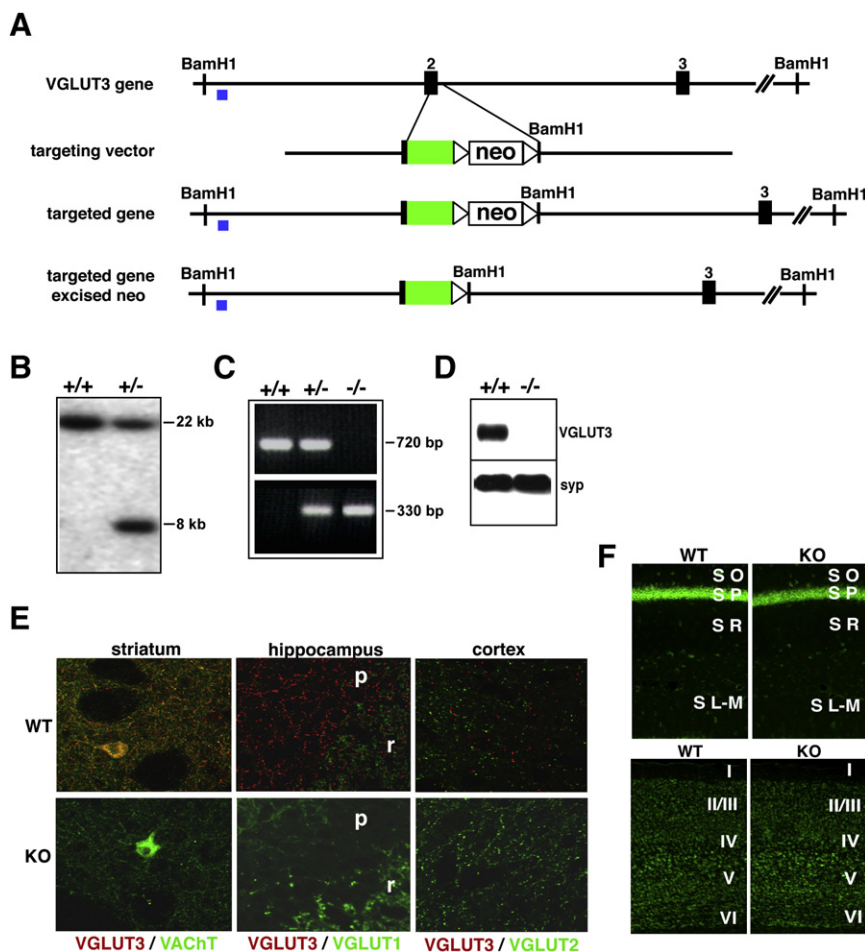 A
BamH1 2 3 BamH1
VGLUT3 gene
BamH1
targeting vector neo
BamH1 BamH1 3 BamH1
targeted gene neo
targeted gene
excised neo
BamH1 BamH1 3 BamH1
B
+/+ +/-
22 kb
8 kb
C
+/+ +/- -/-
720 bp
330 bp
D
+/+ -/-
VGLUT3
syp
E
striatum hippocampus cortex
WT
p
r
KO
p
r
VGLUT3 / VAChT VGLUT3 / VGLUT1 VGLUT3 / VGLUT2
F
WT KO
S O S O
S P S P
S R S R
S L-M S L-M
WT KO
I I
II/III II/III
IV IV
V V
VI VI